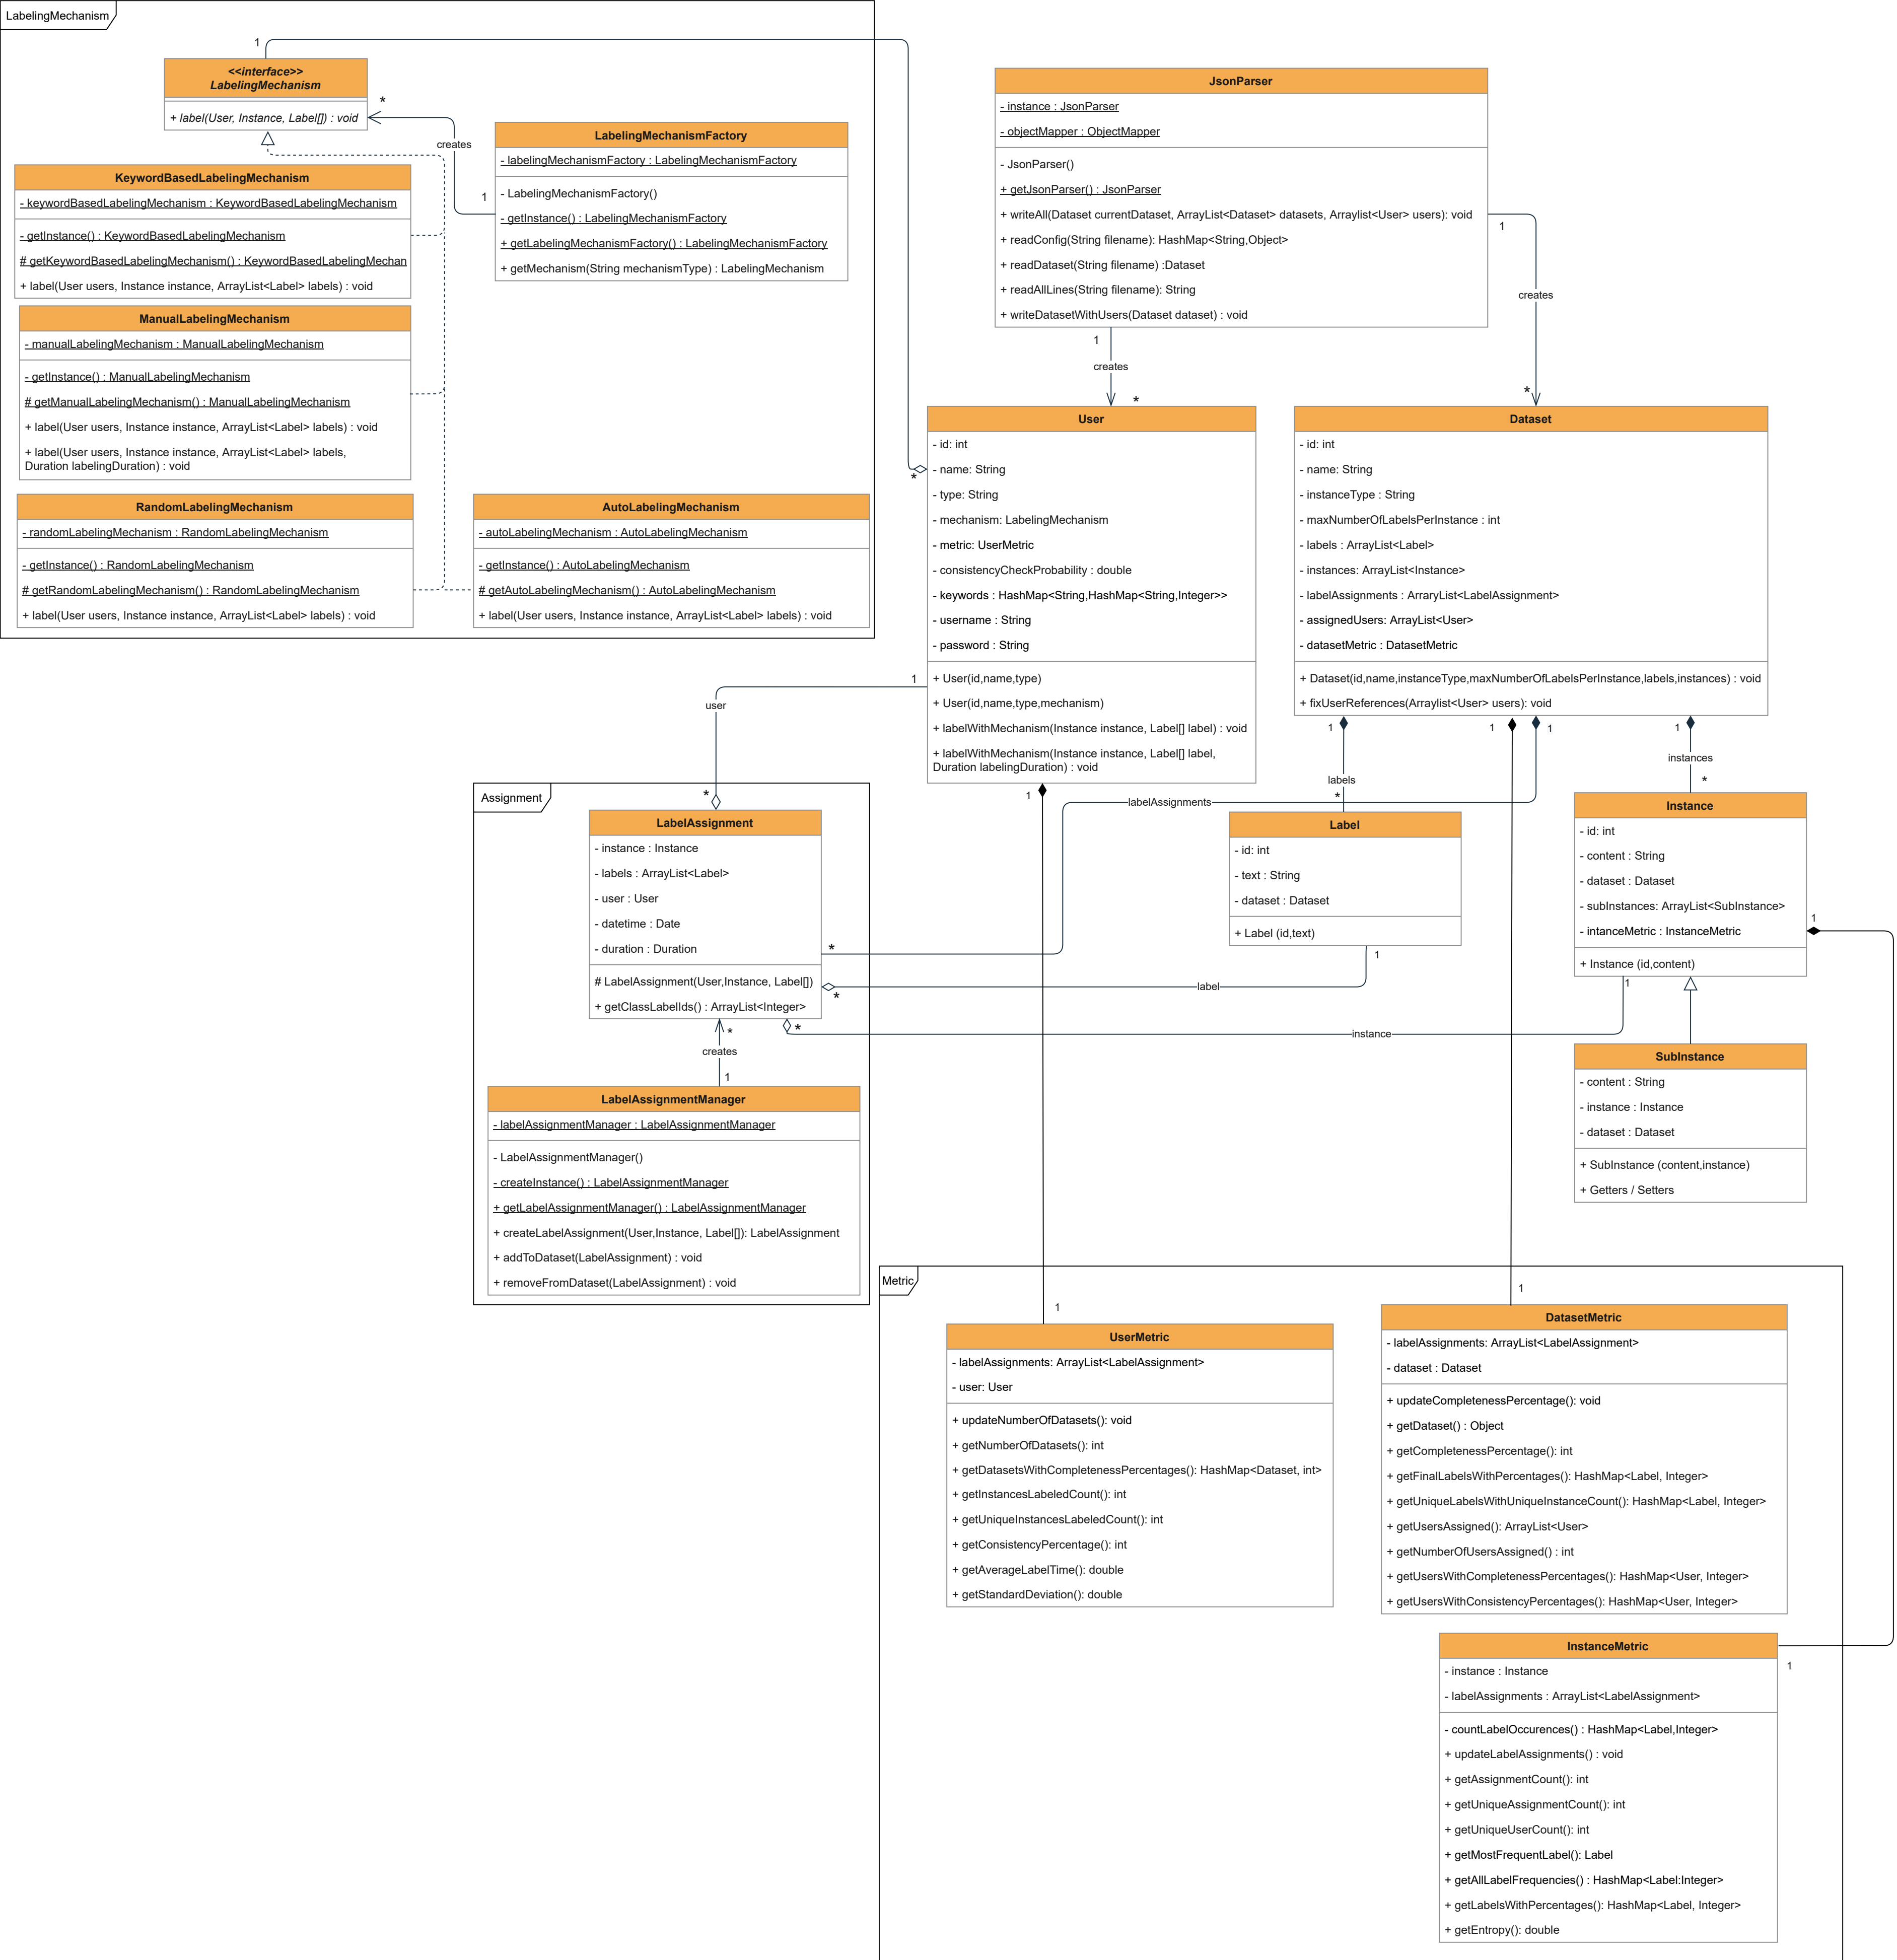 LabelingMechanism
1
<<interface>>
LabelingMechanism
+ label(User, Instance, Label[]) : void
*
creates
1
LabelingMechanismFactory
- labelingMechanismFactory : LabelingMechanismFactory
- LabelingMechanismFactory()
- getInstance() : LabelingMechanismFactory
+ getLabelingMechanismFactory() : LabelingMechanismFactory
+ getMechanism(String mechanismType) : LabelingMechanism
KeywordBasedLabelingMechanism
- keywordBasedLabelingMechanism : KeywordBasedLabelingMechanism
- getInstance() : KeywordBasedLabelingMechanism
# getKeywordBasedLabelingMechanism() : KeywordBasedLabelingMechan
+ label(User users, Instance instance, ArrayList<Label> labels) : void
ManualLabelingMechanism
- manualLabelingMechanism : ManualLabelingMechanism
- getInstance() : ManualLabelingMechanism
# getManualLabelingMechanism() : ManualLabelingMechanism
+ label(User users, Instance instance, ArrayList<Label> labels) : void
+ label(User users, Instance instance, ArrayList<Label> labels,
Duration labelingDuration) : void
RandomLabelingMechanism
- randomLabelingMechanism : RandomLabelingMechanism
- getInstance() : RandomLabelingMechanism
# getRandomLabelingMechanism() : RandomLabelingMechanism
+ label(User users, Instance instance, ArrayList<Label> labels) : void
AutoLabelingMechanism
- autoLabelingMechanism : AutoLabelingMechanism
- getInstance() : AutoLabelingMechanism
# getAutoLabelingMechanism() : AutoLabelingMechanism
+ label(User users, Instance instance, ArrayList<Label> labels) : void
JsonParser
- instance : JsonParser
- objectMapper : ObjectMapper
- JsonParser()
+ getJsonParser() : JsonParser
+ writeAll(Dataset currentDataset, ArrayList<Dataset> datasets, Arraylist<User> users): void
+ readConfig(String filename): HashMap<String,Object>
+ readDataset(String filename) :Dataset
+ readAllLines(String filename): String
+ writeDatasetWithUsers(Dataset dataset) : void
1
creates
*
1
creates
*
*
User
- id: int
- name: String
- type: String
- mechanism: LabelingMechanism
- metric: UserMetric
- consistencyCheckProbability : double
- keywords : HashMap<String,HashMap<String,Integer>>
- username : String
- password : String
+ User(id,name,type)
+ User(id,name,type,mechanism)
+ labelWithMechanism(Instance instance, Label[] label) : void
+ labelWithMechanism(Instance instance, Label[] label,
Duration labelingDuration) : void
Dataset
- id: int
- name: String
- instanceType : String
- maxNumberOfLabelsPerInstance : int
- labels : ArrayList<Label>
- instances: ArrayList<Instance>
- labelAssignments : ArraryList<LabelAssignment>
- assignedUsers: ArrayList<User>
- datasetMetric : DatasetMetric
+ Dataset(id,name,instanceType,maxNumberOfLabelsPerInstance,labels,instances) : void
+ fixUserReferences(Arraylist<User> users): void
1
user
*
1
1
labels
*
1
1
1
instances
*
labelAssignments
Assignment
LabelAssignment
- instance : Instance
- labels : ArrayList<Label>
- user : User
- datetime : Date
- duration : Duration
# LabelAssignment(User,Instance, Label[])
+ getClassLabelIds() : ArrayList<Integer>
*
*
*
label
1
instance
1
Label
- id: int
- text : String
- dataset : Dataset
+ Label (id,text)
Instance
- id: int
- content : String
- dataset : Dataset
- subInstances: ArrayList<SubInstance>
- intanceMetric : InstanceMetric
+ Instance (id,content)
1
SubInstance
- content : String
- instance : Instance
- dataset : Dataset
+ SubInstance (content,instance)
+ Getters / Setters
*
creates
1
LabelAssignmentManager
- labelAssignmentManager : LabelAssignmentManager
- LabelAssignmentManager()
- createInstance() : LabelAssignmentManager
+ getLabelAssignmentManager() : LabelAssignmentManager
+ createLabelAssignment(User,Instance, Label[]): LabelAssignment
+ addToDataset(LabelAssignment) : void
+ removeFromDataset(LabelAssignment) : void
Metric
1
1
UserMetric
- labelAssignments: ArrayList<LabelAssignment>
- user: User
+ updateNumberOfDatasets(): void
+ getNumberOfDatasets(): int
+ getDatasetsWithCompletenessPercentages(): HashMap<Dataset, int>
+ getInstancesLabeledCount(): int
+ getUniqueInstancesLabeledCount(): int
+ getConsistencyPercentage(): int
+ getAverageLabelTime(): double
+ getStandardDeviation(): double
DatasetMetric
- labelAssignments: ArrayList<LabelAssignment>
- dataset : Dataset
+ updateCompletenessPercentage(): void
+ getDataset() : Object
+ getCompletenessPercentage(): int
+ getFinalLabelsWithPercentages(): HashMap<Label, Integer>
+ getUniqueLabelsWithUniqueInstanceCount(): HashMap<Label, Integer>
+ getUsersAssigned(): ArrayList<User>
+ getNumberOfUsersAssigned() : int
+ getUsersWithCompletenessPercentages(): HashMap<User, Integer>
+ getUsersWithConsistencyPercentages(): HashMap<User, Integer>
InstanceMetric
1
- instance : Instance
- labelAssignments : ArrayList<LabelAssignment>
- countLabelOccurences() : HashMap<Label,Integer>
+ updateLabelAssignments() : void
+ getAssignmentCount(): int
+ getUniqueAssignmentCount(): int
+ getUniqueUserCount(): int
+ getMostFrequentLabel(): Label
+ getAllLabelFrequencies() : HashMap<Label:Integer>
+ getLabelsWithPercentages(): HashMap<Label, Integer>
+ getEntropy(): double